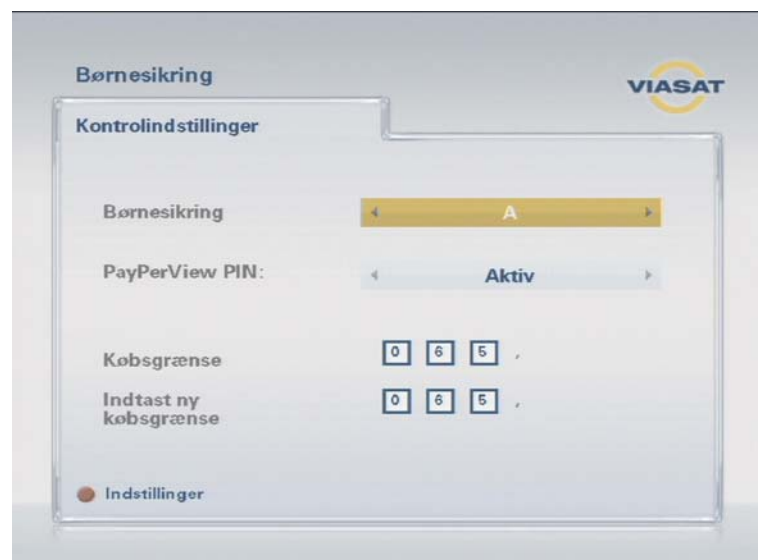 Børnesikring
VIASAT
Kontrolindstillinger
Børnesikring A
PayPerView PIN: Aktiv
Købsgrænse 0 6 5 ,
Indtast ny
købsgrænse 0 6 5 ,
Indstillinger